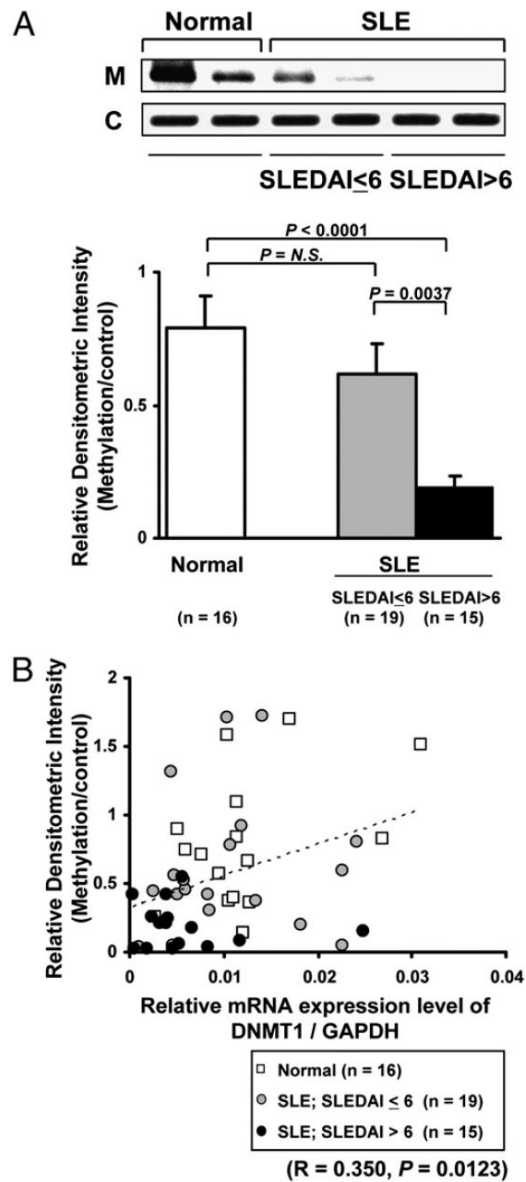 A
Normal SLE
M
C
SLEDAI≤6 SLEDAI>6
P < 0.0001
P = N.S.
P = 0.0037
Relative Densitometric Intensity
(Methylation/control)
1
0.5
0
Normal SLE
SLEDAI≤6 SLEDAI>6
(n = 16) (n = 19) (n = 15)
B
Relative Densitometric Intensity
(Methylation/control)
2
1.5
1
0.5
0
0 0.01 0.02 0.03 0.04
Relative mRNA expression level of
DNMT1 / GAPDH
Normal (n = 16)
SLE; SLEDAI ≤ 6 (n = 19)
SLE; SLEDAI > 6 (n = 15)
(R = 0.350, P = 0.0123)